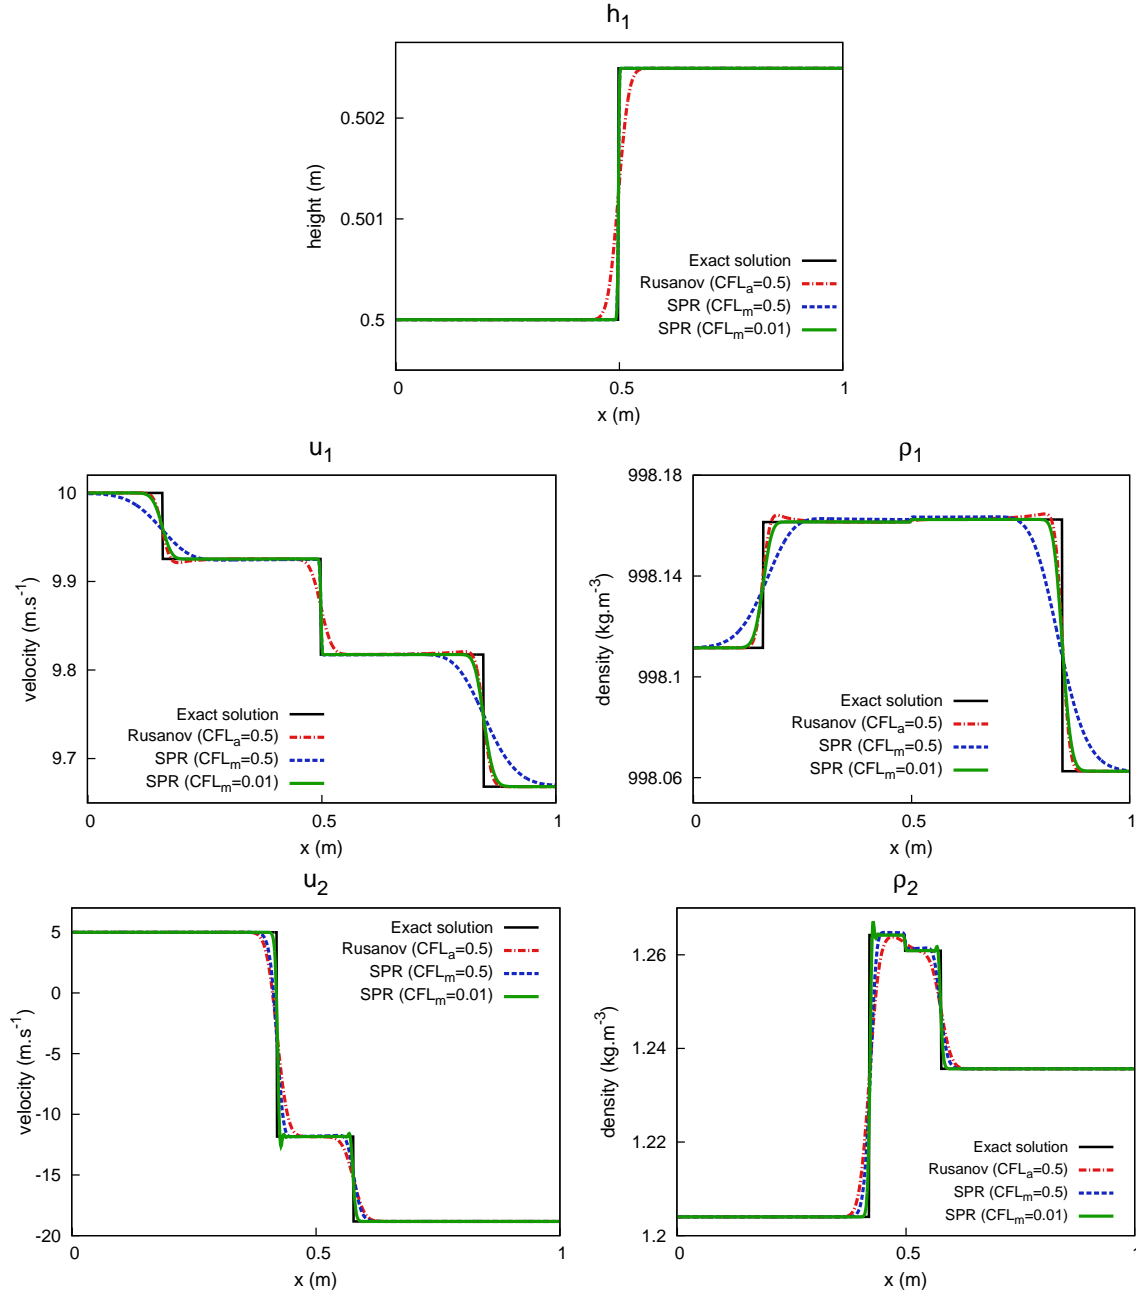 h1
height (m)
0.502
0.501
0.5
Exact solution
Rusanov (CFLa=0.5)
SPR (CFLm=0.5)
SPR (CFLm=0.01)
0 0.5 1
x (m)
u1
velocity (m.s-1)
10
9.9
9.8
9.7
Exact solution
Rusanov (CFLa=0.5)
SPR (CFLm=0.5)
SPR (CFLm=0.01)
0 0.5 1
x (m)
ρ1
density (kg.m-3)
998.18
998.14
998.1
998.06
Exact solution
Rusanov (CFLa=0.5)
SPR (CFLm=0.5)
SPR (CFLm=0.01)
0 0.5 1
x (m)
u2
velocity (m.s-1)
5
0
-5
-10
-15
-20
Exact solution
Rusanov (CFLa=0.5)
SPR (CFLm=0.5)
SPR (CFLm=0.01)
0 0.5 1
x (m)
ρ2
density (kg.m-3)
1.26
1.24
1.22
1.2
Exact solution
Rusanov (CFLa=0.5)
SPR (CFLm=0.5)
SPR (CFLm=0.01)
0 0.5 1
x (m)